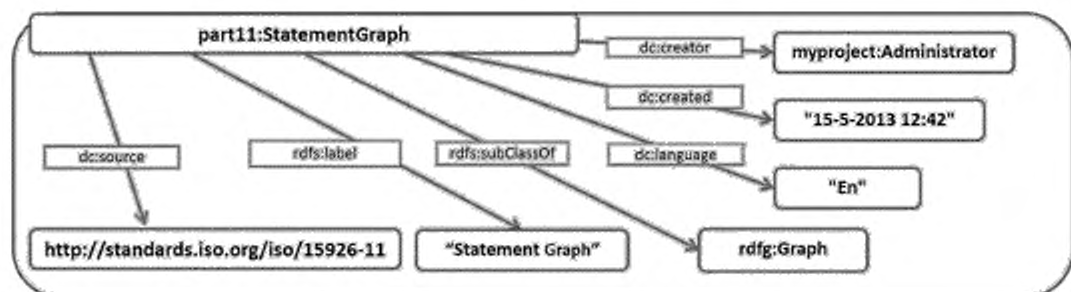 part11:StatementGraph
dc:creator
myproject:Administrator
dc:created
"15-5-2013 12:42"
dc:source
rdfs:label
rdfs:subClassOf
dc:language
"En"
http://standards.iso.org/iso/15926-11
"Statement Graph"
rdfg:Graph